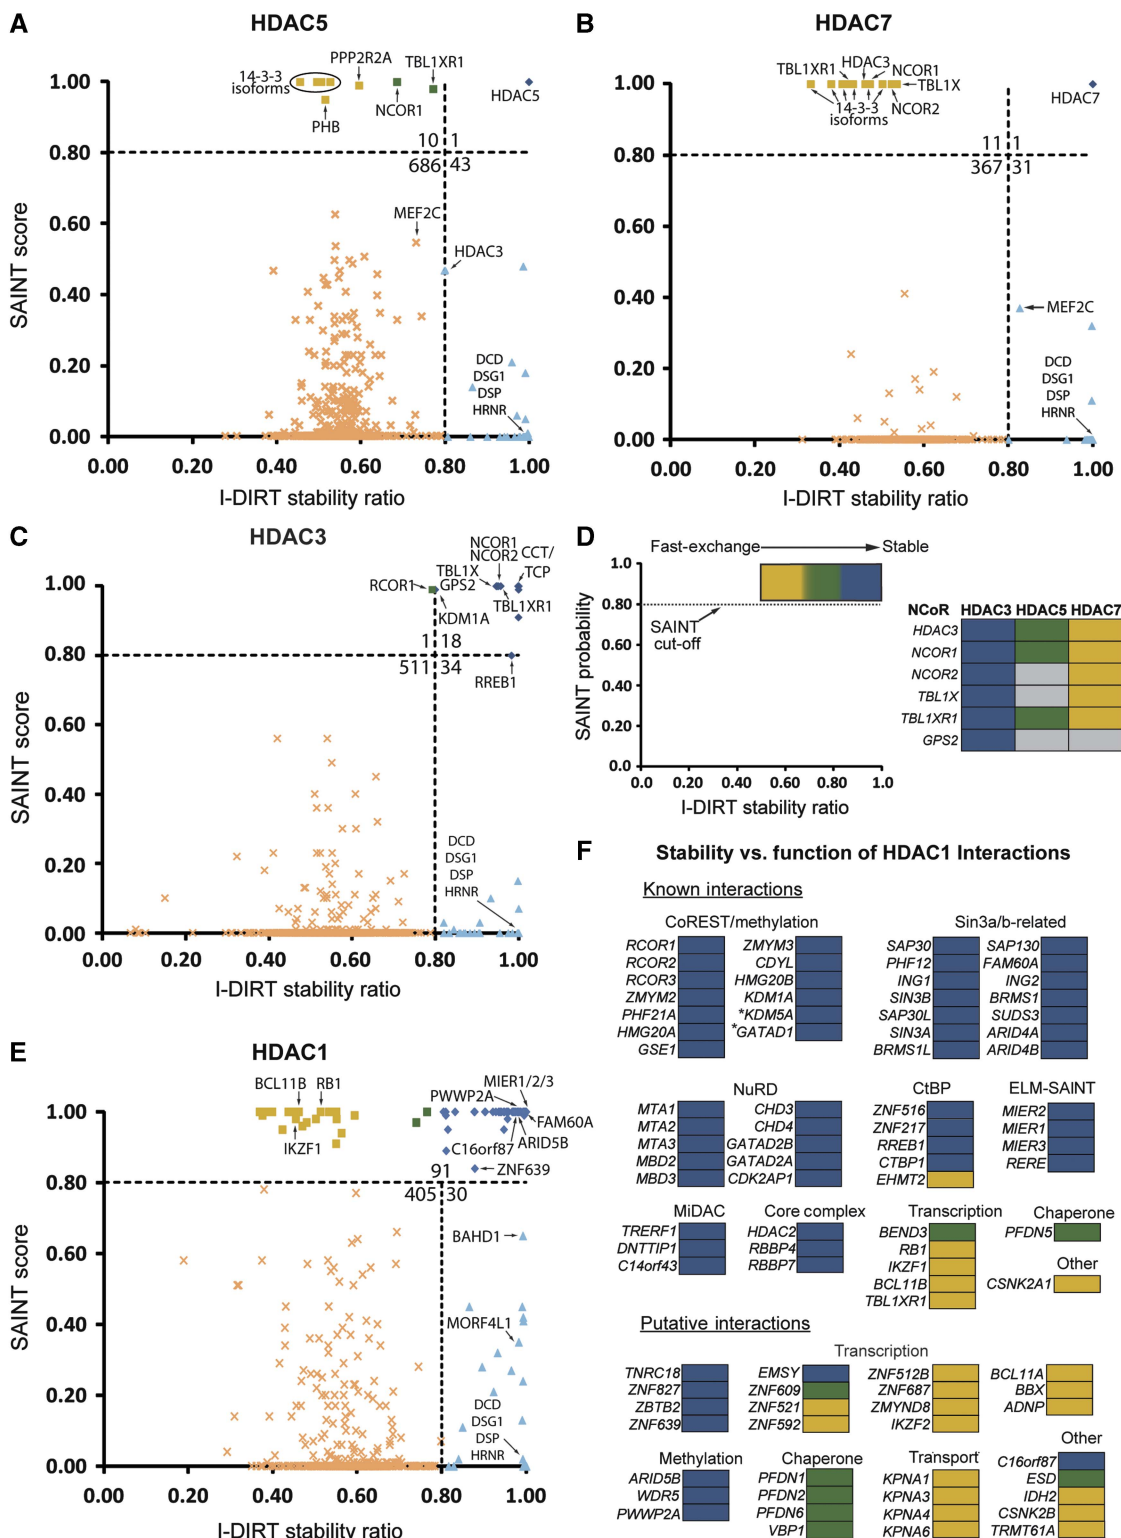 A
HDAC5
14-3-3
isoforms
PPP2R2A
TBL1XR1
NCOR1
PHB
HDAC5
10 1
686 43
MEF2C
HDAC3
DCD
DSG1
DSP
HRNR
1.00
0.80
0.60
0.40
0.20
0.00
0.00 0.20 0.40 0.60 0.80 1.00
SAINT score
I-DIRT stability ratio
B
HDAC7
TBL1XR1
HDAC3
NCOR1
TBL1X
14-3-3
isoforms
NCOR2
HDAC7
11 1
367 31
MEF2C
DCD
DSG1
DSP
HRNR
1.00
0.80
0.60
0.40
0.20
0.00
0.00 0.20 0.40 0.60 0.80 1.00
I-DIRT stability ratio
C
HDAC3
NCOR1
NCOR2
CCT/
TCP
TBL1X
GPS2
RCOR1
TBL1XR1
KDM1A
1 18
511 34
RREB1
DCD
DSG1
DSP
HRNR
1.00
0.80
0.60
0.40
0.20
0.00
0.00 0.20 0.40 0.60 0.80 1.00
SAINT score
I-DIRT stability ratio
D
Fast-exchange
Stable
SAINT
cut-off
1.0
0.80
0.60
0.40
0.20
0.0
0.0 0.20 0.40 0.60 0.80 1.0
SAINT probability
I-DIRT stability ratio
NCoR HDAC3 HDAC5 HDAC7
HDAC3
NCOR1
NCOR2
TBL1X
TBL1XR1
GPS2
E
HDAC1
BCL11B
RB1
IKZF1
MIER1/2/3
PWWP2A
FAM60A
ARID5B
C16orf87
ZNF639
91
405 30
BAHD1
MORF4L1
DCD
DSG1
DSP
HRNR
1.00
0.80
0.60
0.40
0.20
0.00
0.00 0.20 0.40 0.60 0.80 1.00
SAINT score
I-DIRT stability ratio
F
Stability vs. function of HDAC1 Interactions
Known interactions
CoREST/methylation
RCOR1
RCOR2
RCOR3
ZMYM2
PHF21A
HMG20A
GSE1
ZMYM3
CDYL
HMG20B
KDM1A
*KDM5A
*GATAD1
Sin3a/b-related
SAP30
PHF12
ING1
SIN3B
SAP30L
SIN3A
BRMS1L
SAP130
FAM60A
ING2
BRMS1
SUDS3
ARID4A
ARID4B
NuRD
MTA1
MTA2
MTA3
MBD2
MBD3
CHD3
CHD4
GATAD2B
GATAD2A
CDK2AP1
CtBP
ZNF516
ZNF217
RREB1
CTBP1
EHMT2
ELM-SAINT
MIER2
MIER1
MIER3
RERE
MiDAC
TRERF1
DNTTIP1
C14orf43
Core complex
HDAC2
RBBP4
RBBP7
Transcription
BEND3
RB1
IKZF1
BCL11B
TBL1XR1
Chaperone
PFDN5
Other
CSNK2A1
Putative interactions
Transcription
TNRC18
ZNF827
ZBTB2
ZNF639
EMSY
ZNF609
ZNF521
ZNF592
ZNF512B
ZNF687
ZMYND8
IKZF2
BCL11A
BBX
ADNP
Methylation
ARID5B
WDR5
PWWP2A
Chaperone
PFDN1
PFDN2
PFDN6
VBP1
Transport
KPNA1
KPNA3
KPNA4
KPNA6
Other
C16orf87
ESD
IDH2
CSNK2B
TRMT61A